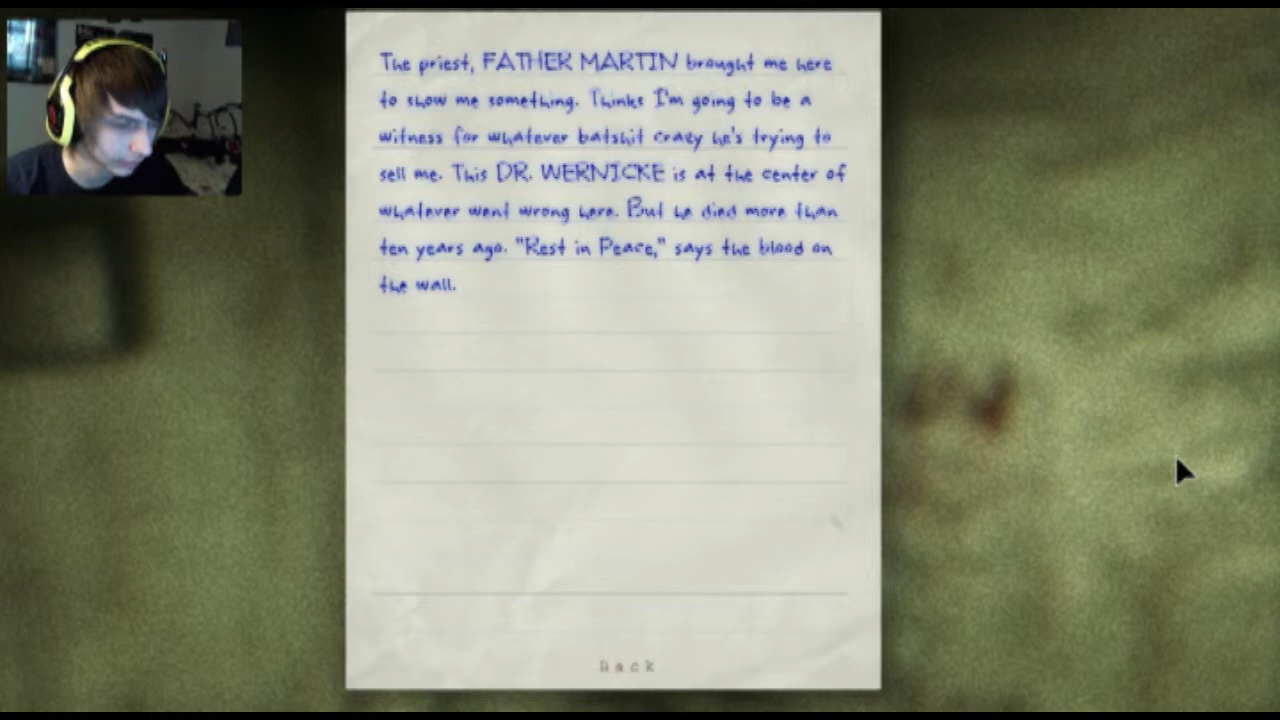 The priest, FATHER MARTIN brought me here
to show me something. Thinks I'm going to be a
witness for whatever batshit crazy he's trying to
sell me. This DR. WERNICKE is at the center of
whatever went wrong here. But he died more than
ten years ago. "Rest in Peace," says the blood on
the wall.
Back